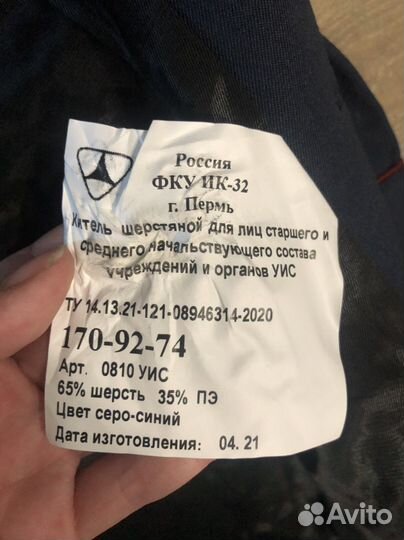 Россия
ФКУ ИК-32
г. Пермь
Китель шерстяной для лиц старшего и
среднего начальствующего состава
учреждений и органов УИС
ТУ 14.13.21-121-08946314-2020
170-92-74
Арт. 0810 УИС
65% шерсть 35% ПЭ
Цвет серо-синий
Дата изготовления: 04. 21
Avito